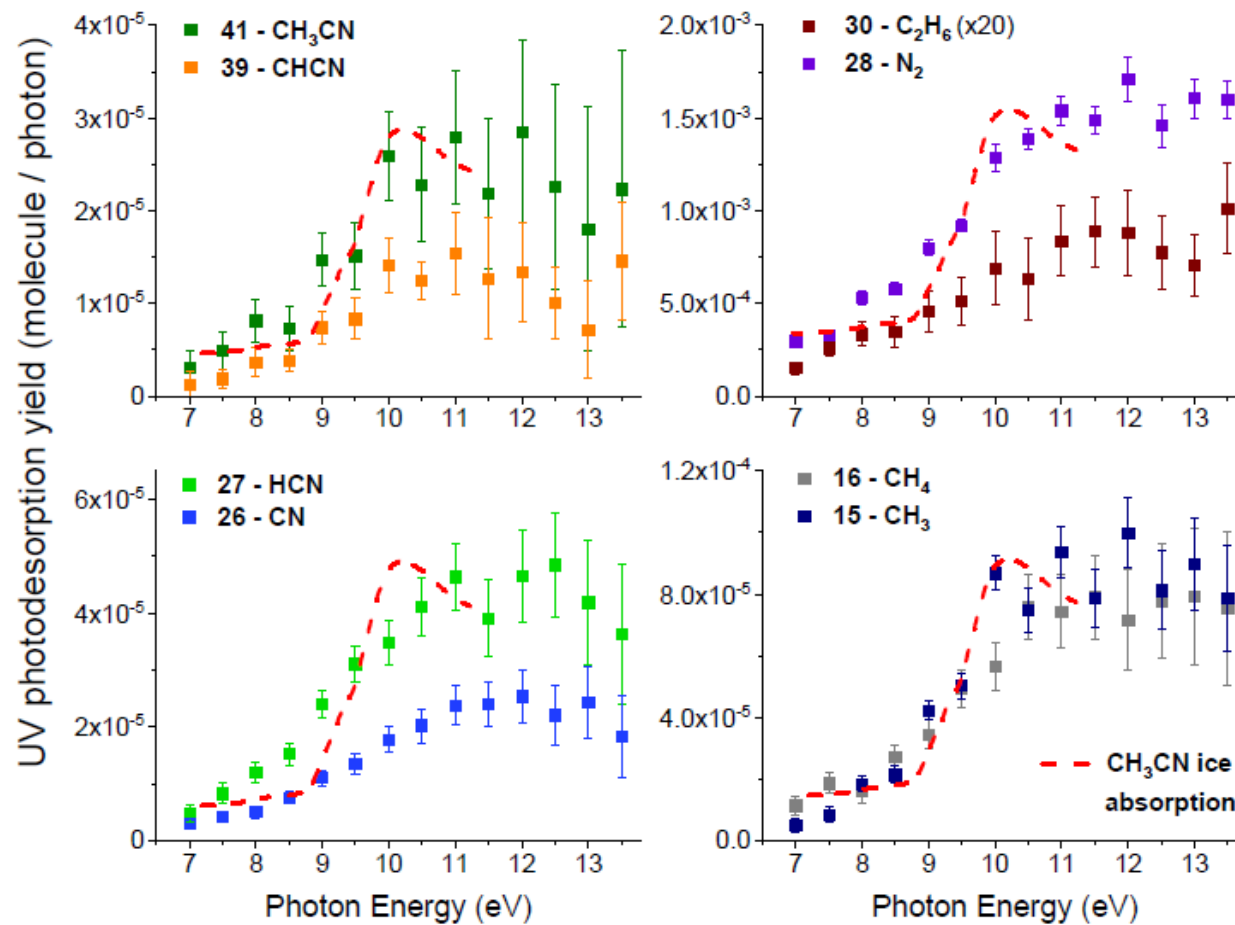 UV photodesorption yield (molecule / photon)
4x10⁻⁵
3x10⁻⁵
2x10⁻⁵
1x10⁻⁵
0
41 - CH₃CN
39 - CHCN
7 8 9 10 11 12 13
2.0x10⁻³
1.5x10⁻³
1.0x10⁻³
5.0x10⁻⁴
0.0
30 - C₂H₆ (x20)
28 - N₂
7 8 9 10 11 12 13
6x10⁻⁵
4x10⁻⁵
2x10⁻⁵
0
27 - HCN
26 - CN
7 8 9 10 11 12 13
Photon Energy (eV)
1.2x10⁻⁴
8.0x10⁻⁵
4.0x10⁻⁵
0.0
16 - CH₄
15 - CH₃
CH₃CN ice
absorption
7 8 9 10 11 12 13
Photon Energy (eV)